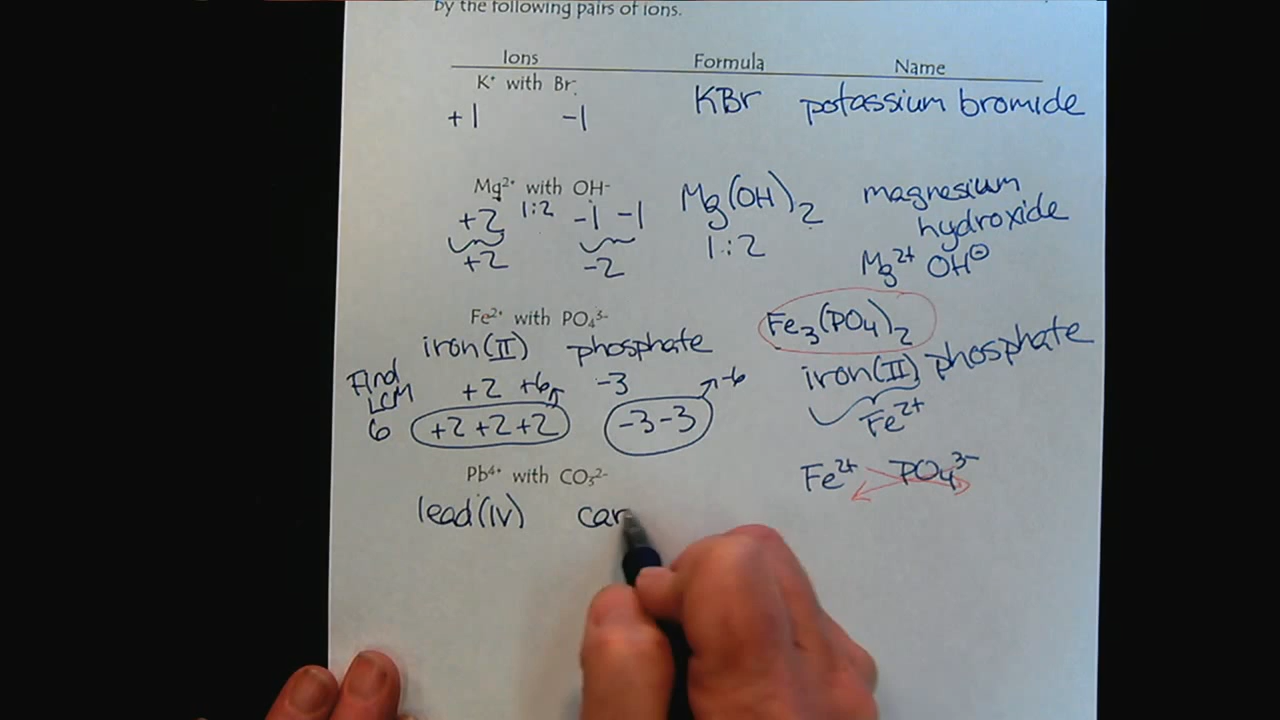 by the following pairs of ions.
Ions Formula Name
K⁺ with Br⁻ KBr potassium bromide
+1 -1
Mg²⁺ with OH- Mg(OH)₂ magnesium
+2 1:2 -1 -1 hydroxide
+2 -2 1:2 Mg²⁺ OH⊖
Fe²⁺ with PO₄³⁻ Fe₃(PO₄)₂
iron(II) phosphate iron(II) phosphate
Find +2 +6 -3 -6
LCM Fe²⁺
6 +2 +2 +2 -3 -3
Pb⁴⁺ with CO₃²⁻ Fe²⁺ PO₄³⁻
lead(IV) car